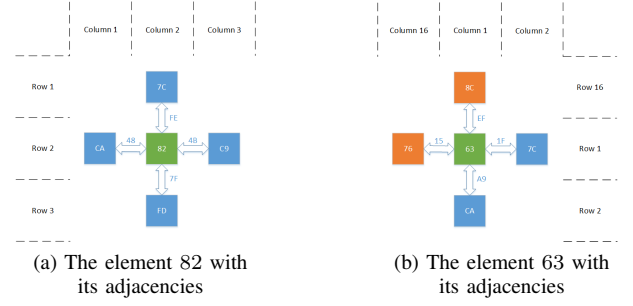 Column 1 Column 2 Column 3 Column 16 Column 1 Column 2
Row 1 7C 8C Row 16
FE EF
Row 2 CA 48 82 4B C9 76 15 63 1F 7C Row 1
7F A9
Row 3 FD CA Row 2
(a) The element 82 with
its adjacencies
(b) The element 63 with
its adjacencies